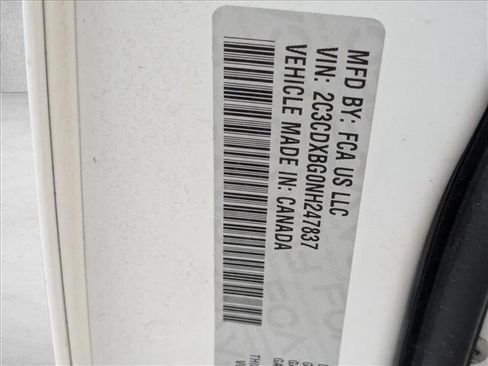 MFD BY: FCA US LLC
VIN: 2C3CDXBG0NH247837
VEHICLE MADE IN: CANADA